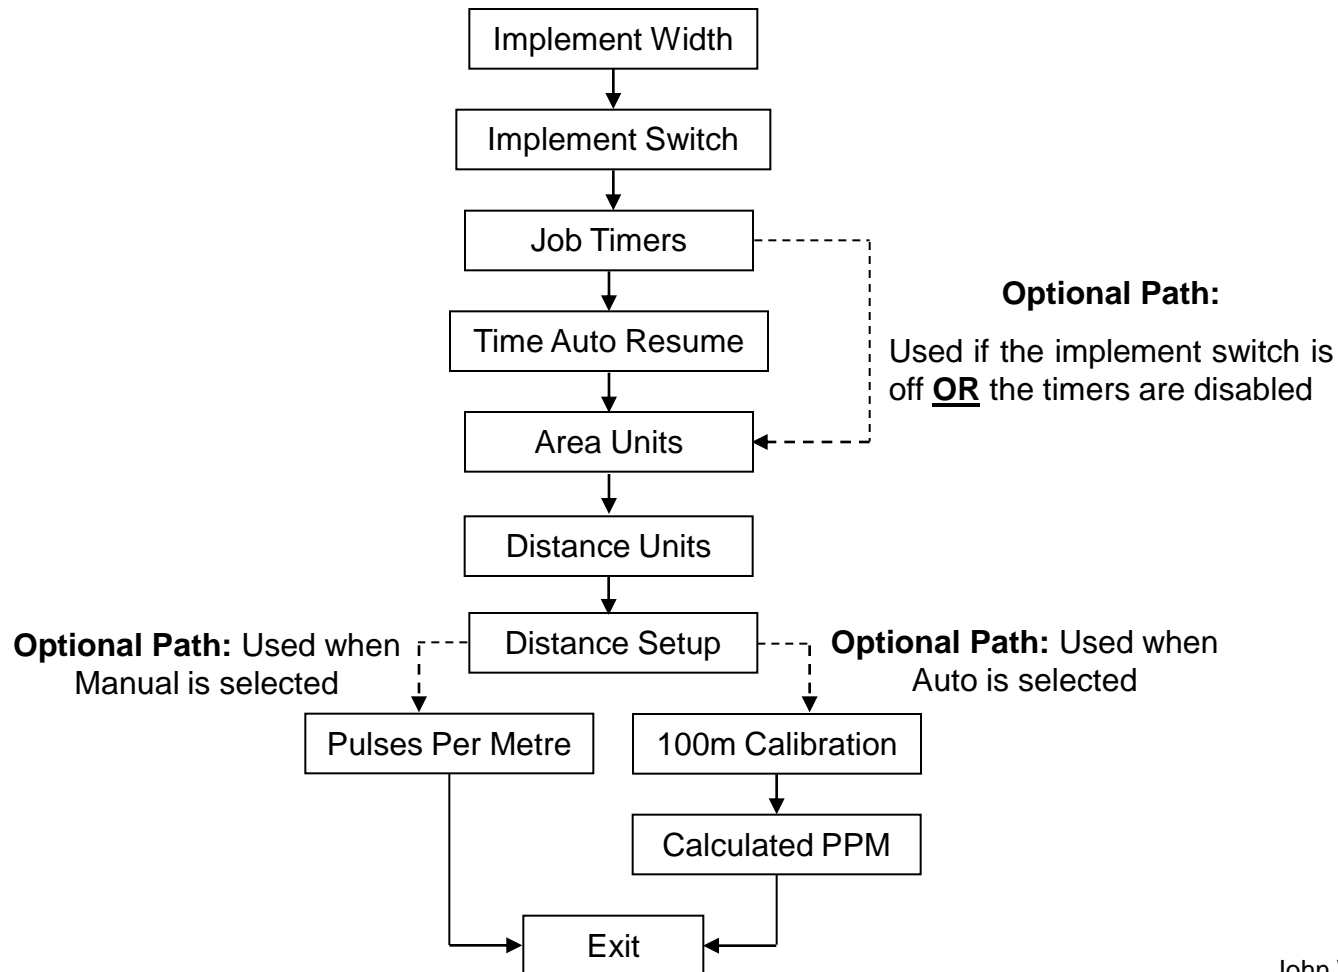 Implement Width
Implement Switch
Job Timers
Optional Path:
Time Auto Resume
Used if the implement switch is
off OR the timers are disabled
Area Units
Distance Units
Optional Path: Used when
Manual is selected
Distance Setup
Optional Path: Used when
Auto is selected
Pulses Per Metre
100m Calibration
Calculated PPM
Exit